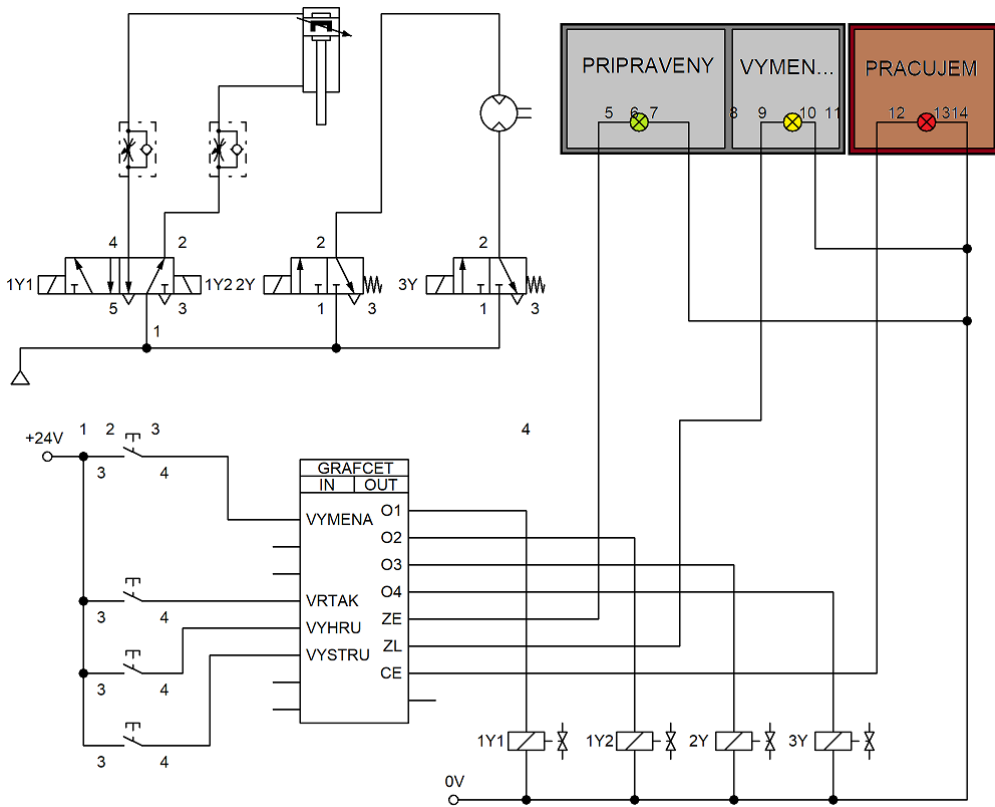 PRIPRAVENY VYMEN... PRACUJEM
5 6 7 8 9 10 11 12 13 14
4 2 2 2
1Y1 1Y2 2Y 3Y
5 3 1 3 1 3
1
1 2 3 4
+24V
3 4
GRAFCET
IN OUT
O1
VYMENA
O2
O3
O4
VRTAK
3 4
ZE
VYHRU
ZL
VYSTRU
3 4
CE
1Y1 1Y2 2Y 3Y
3 4
0V